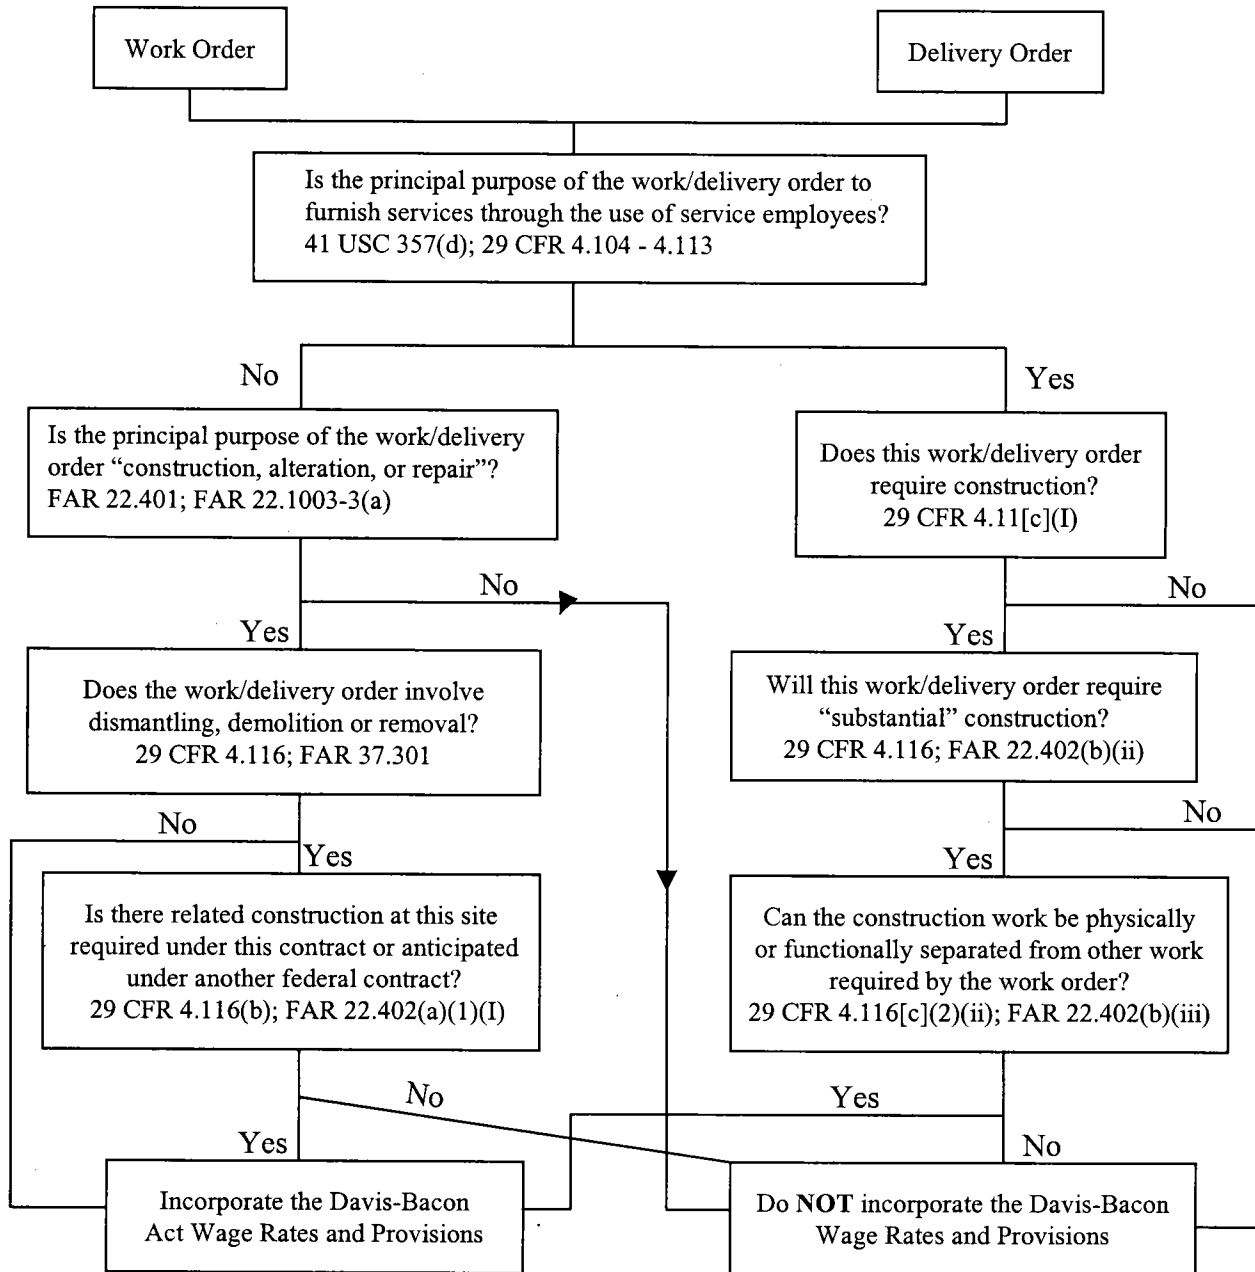 Work Order
Delivery Order
Is the principal purpose of the work/delivery order to
furnish services through the use of service employees?
41 USC 357(d); 29 CFR 4.104 - 4.113
No
Yes
Is the principal purpose of the work/delivery
order “construction, alteration, or repair”?
FAR 22.401; FAR 22.1003-3(a)
Does this work/delivery order
require construction?
29 CFR 4.11[c](I)
No
No
Yes
Yes
Does the work/delivery order involve
dismantling, demolition or removal?
29 CFR 4.116; FAR 37.301
Will this work/delivery order require
“substantial” construction?
29 CFR 4.116; FAR 22.402(b)(ii)
No
No
Yes
Yes
Is there related construction at this site
required under this contract or anticipated
under another federal contract?
29 CFR 4.116(b); FAR 22.402(a)(1)(I)
Can the construction work be physically
or functionally separated from other work
required by the work order?
29 CFR 4.116[c](2)(ii); FAR 22.402(b)(iii)
No
Yes
Yes
No
Incorporate the Davis-Bacon
Act Wage Rates and Provisions
Do NOT incorporate the Davis-Bacon
Wage Rates and Provisions